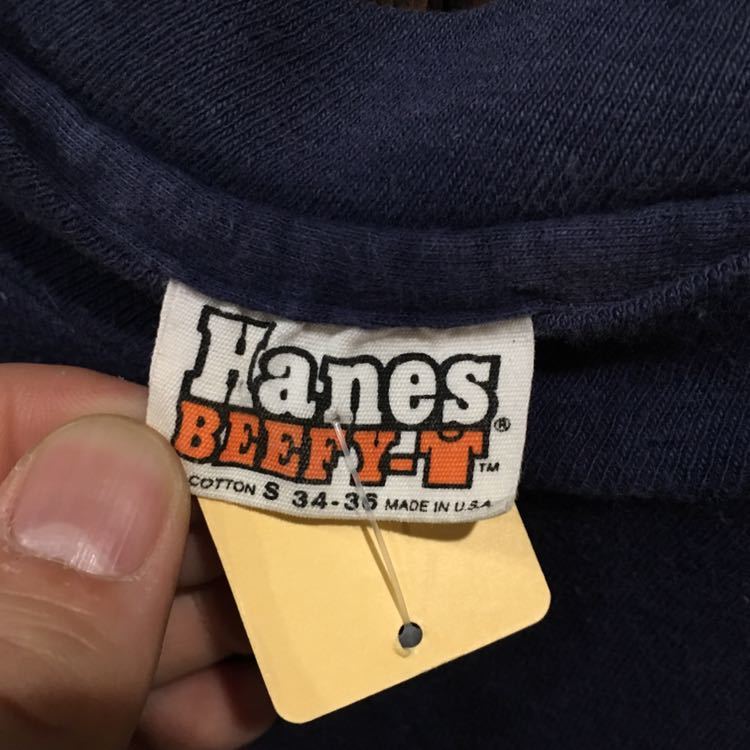 Hanes
BEEFY-T®™
COTTON S 34-36 MADE IN U.S.A.